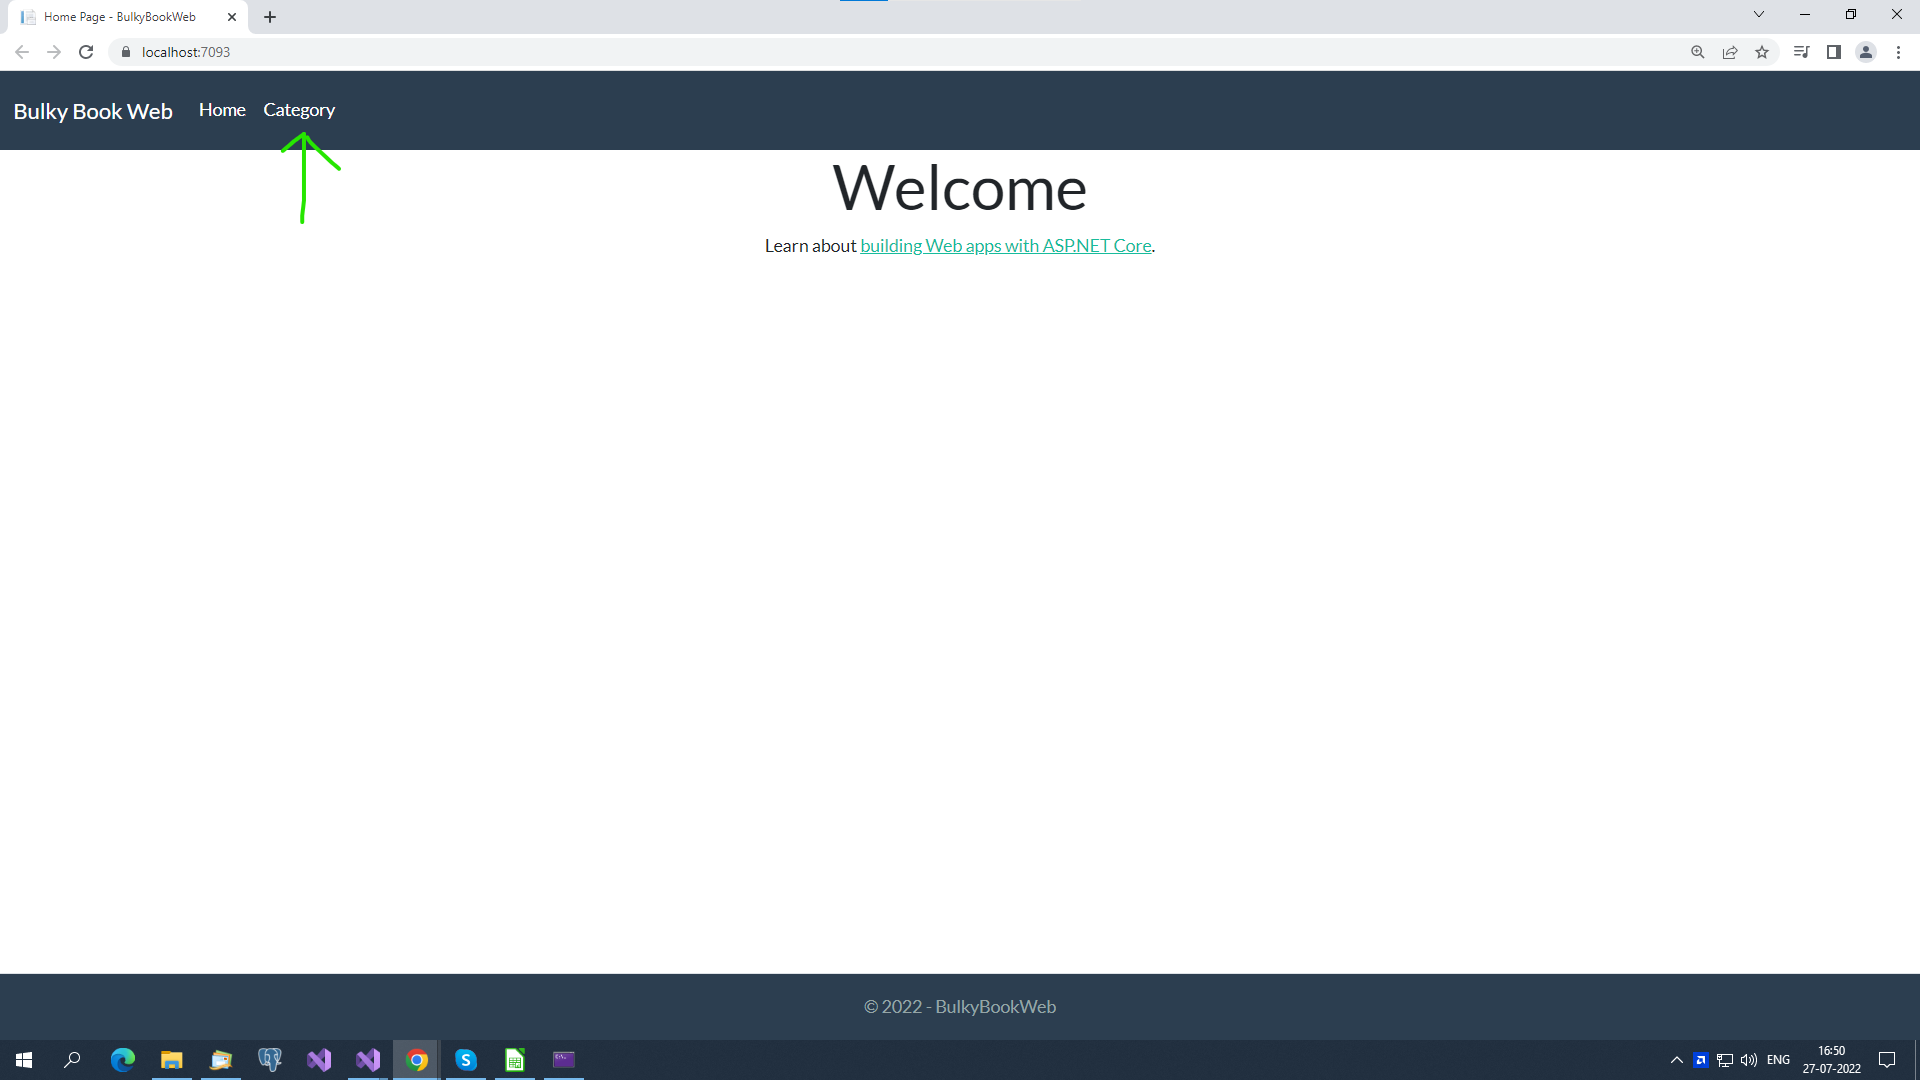 Home Page - BulkyBookWeb
localhost:7093
Bulky Book Web Home Category
Welcome
Learn about building Web apps with ASP.NET Core.
© 2022 - BulkyBookWeb
ENG
16:50
27-07-2022